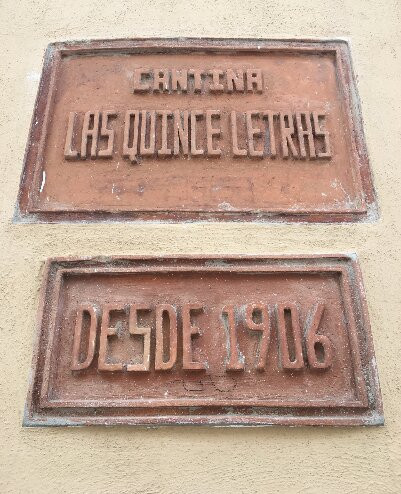 CANTINA
LAS QUINCE LETRAS
DESDE 1906